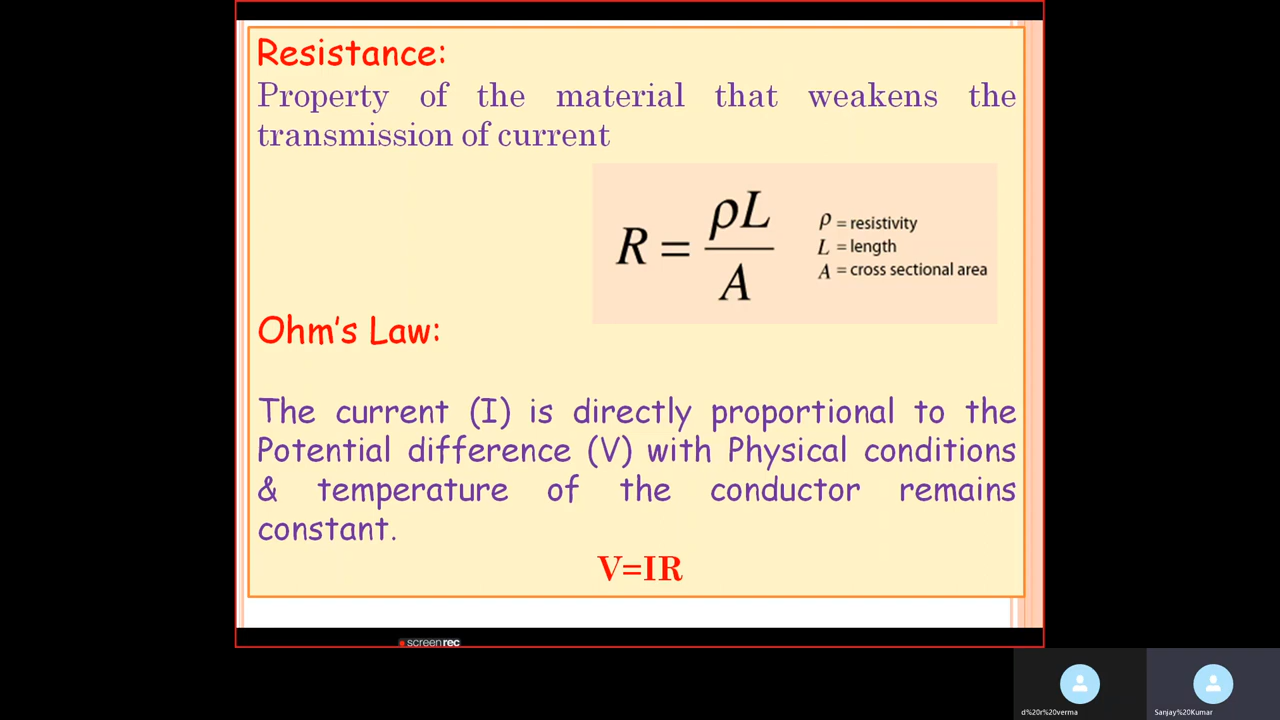 Resistance:
Property of the material that weakens the
transmission of current
R = ρL / A
ρ = resistivity
L = length
A = cross sectional area
Ohm's Law:
The current (I) is directly proportional to the
Potential difference (V) with Physical conditions
& temperature of the conductor remains
constant.
V=IR
screenrec
d%20r%20verma
Sanjay%20Kumar